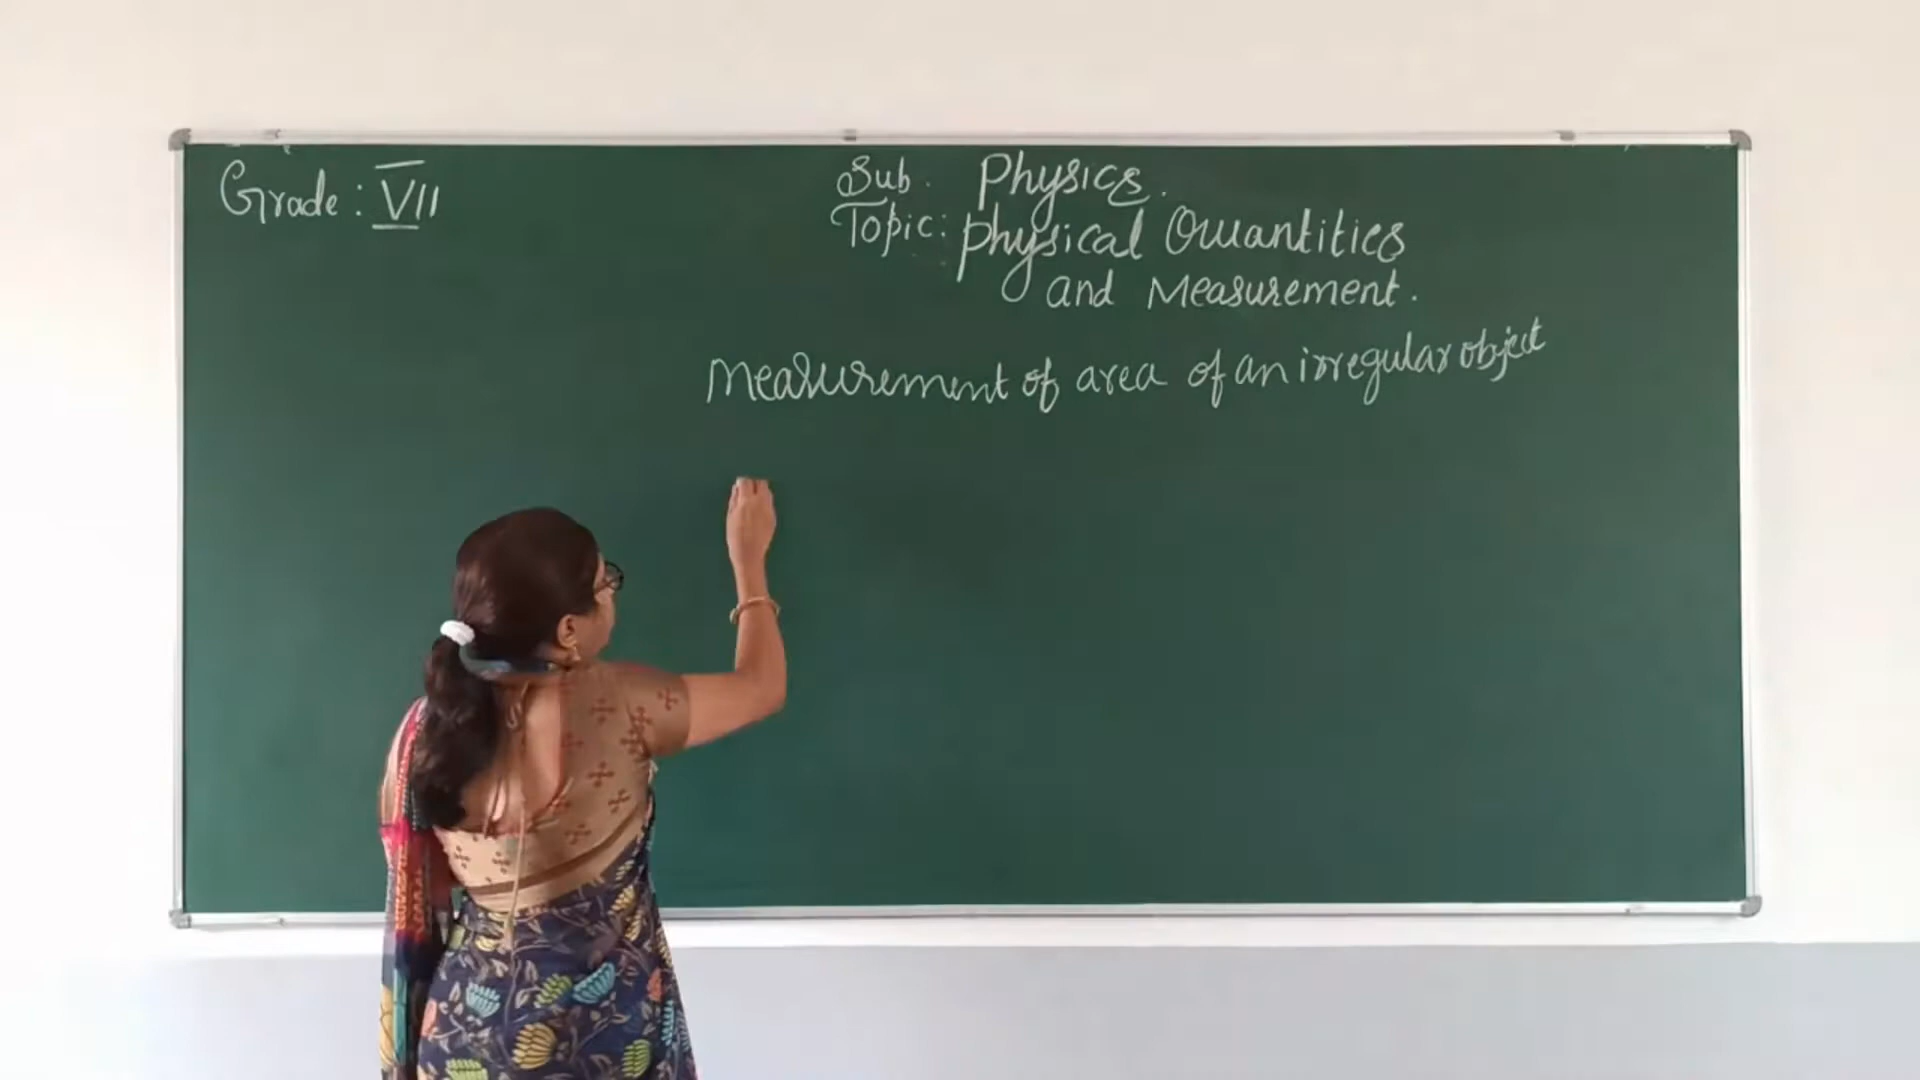 Grade: VII
Sub. Physics.
Topic: Physical Quantities
and Measurement.
Measurement of area of an irregular object